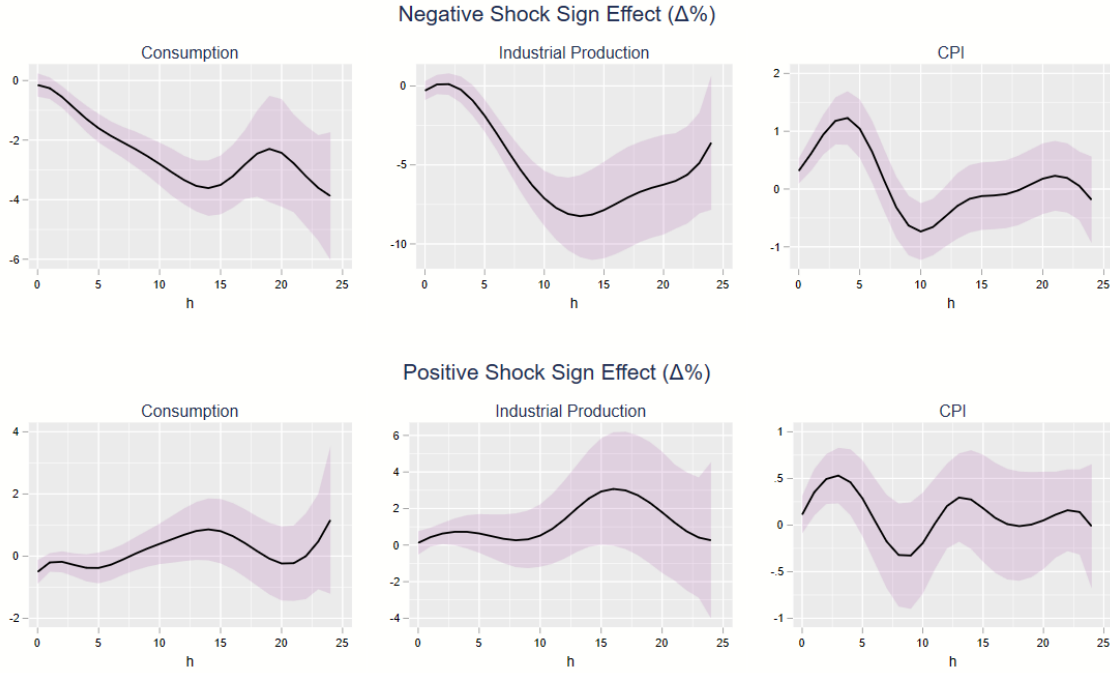 Negative Shock Sign Effect (Δ%)
Consumption
0
-2
-4
-6
0 5 10 15 20 25
h
Industrial Production
0
-5
-10
0 5 10 15 20 25
h
CPI
2
1
0
-1
0 5 10 15 20 25
h
Positive Shock Sign Effect (Δ%)
Consumption
4
2
0
-2
0 5 10 15 20 25
h
Industrial Production
6
4
2
0
-2
-4
0 5 10 15 20 25
h
CPI
1
.5
0
-.5
-1
0 5 10 15 20 25
h